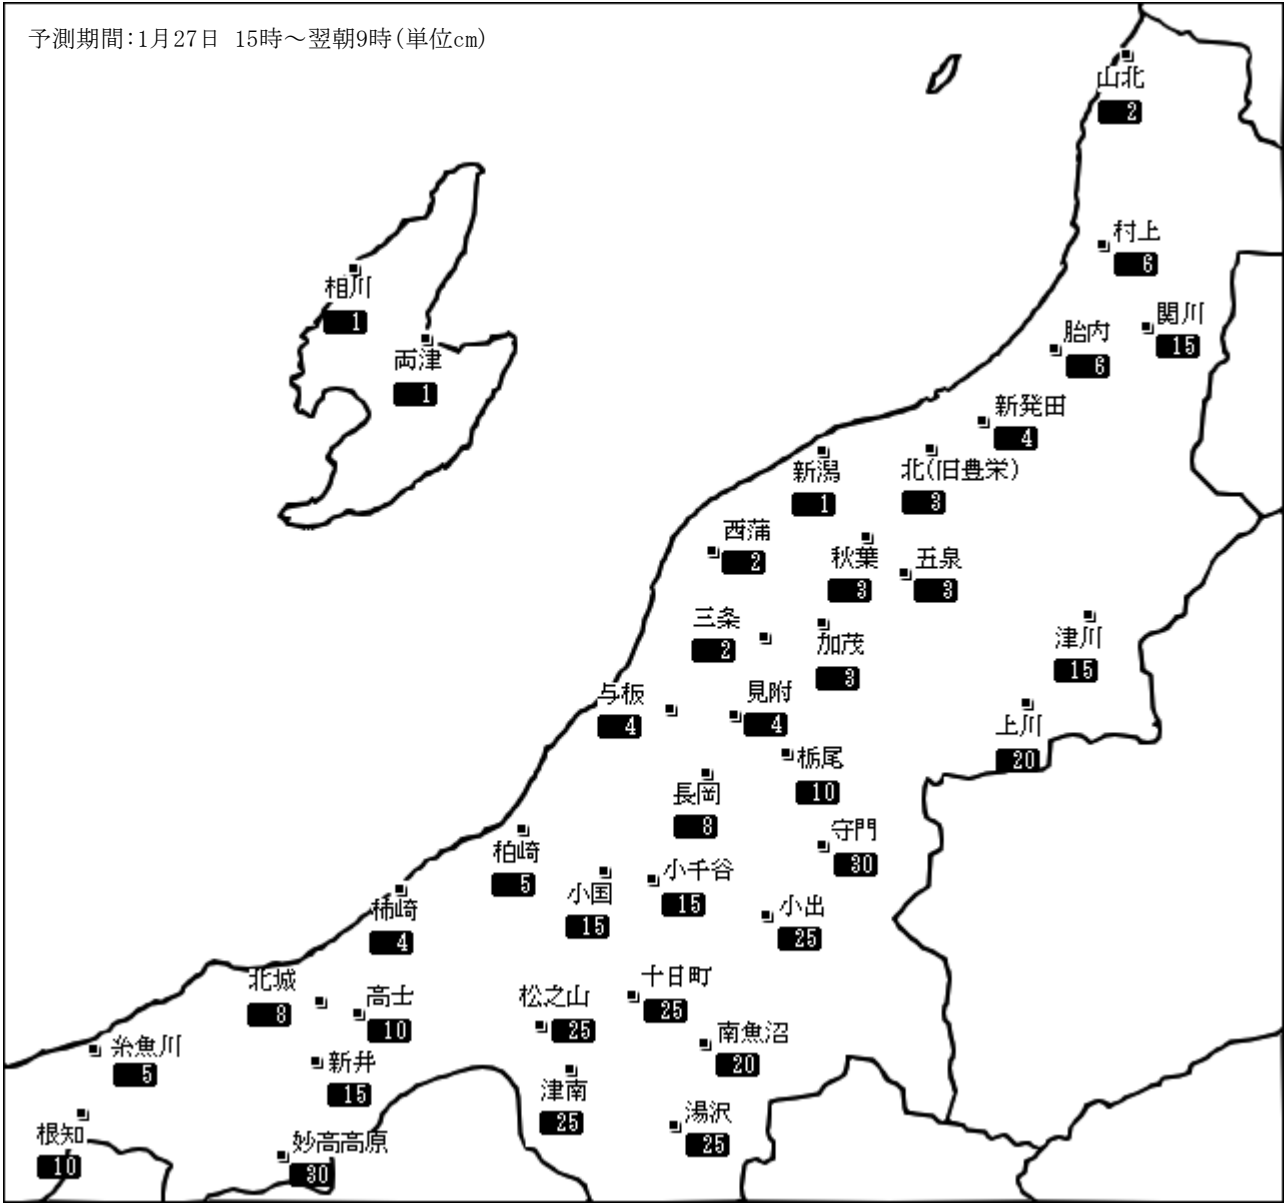 予測期間:1月27日 15時～翌朝9時(単位cm)
山北
2
村上
6
相川
1
関川
15
胎内
6
両津
1
新発田
4
新潟
1
北(旧豊栄)
3
西蒲
2
秋葉
3
五泉
3
三条
2
加茂
3
津川
15
与板
4
見附
4
上川
20
栃尾
10
長岡
8
守門
30
柏崎
5
小国
15
小千谷
15
小出
25
柿崎
4
北城
8
高士
10
松之山
25
十日町
25
南魚沼
20
糸魚川
5
新井
15
津南
25
湯沢
25
根知
10
妙高高原
30